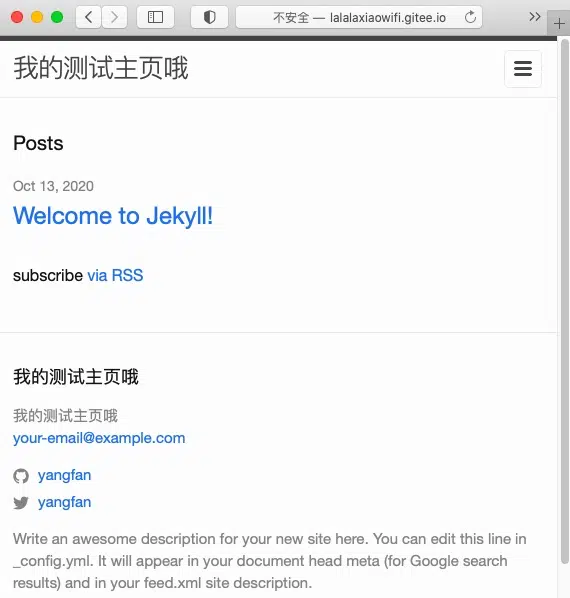 不安全 — lalalaxiaowifi.gitee.io
我的测试主页哦
Posts
Oct 13, 2020
Welcome to Jekyll!
subscribe via RSS
我的测试主页哦
我的测试主页哦
your-email@example.com
yangfan
yangfan
Write an awesome description for your new site here. You can edit this line in
_config.yml. It will appear in your document head meta (for Google search
results) and in your feed.xml site description.